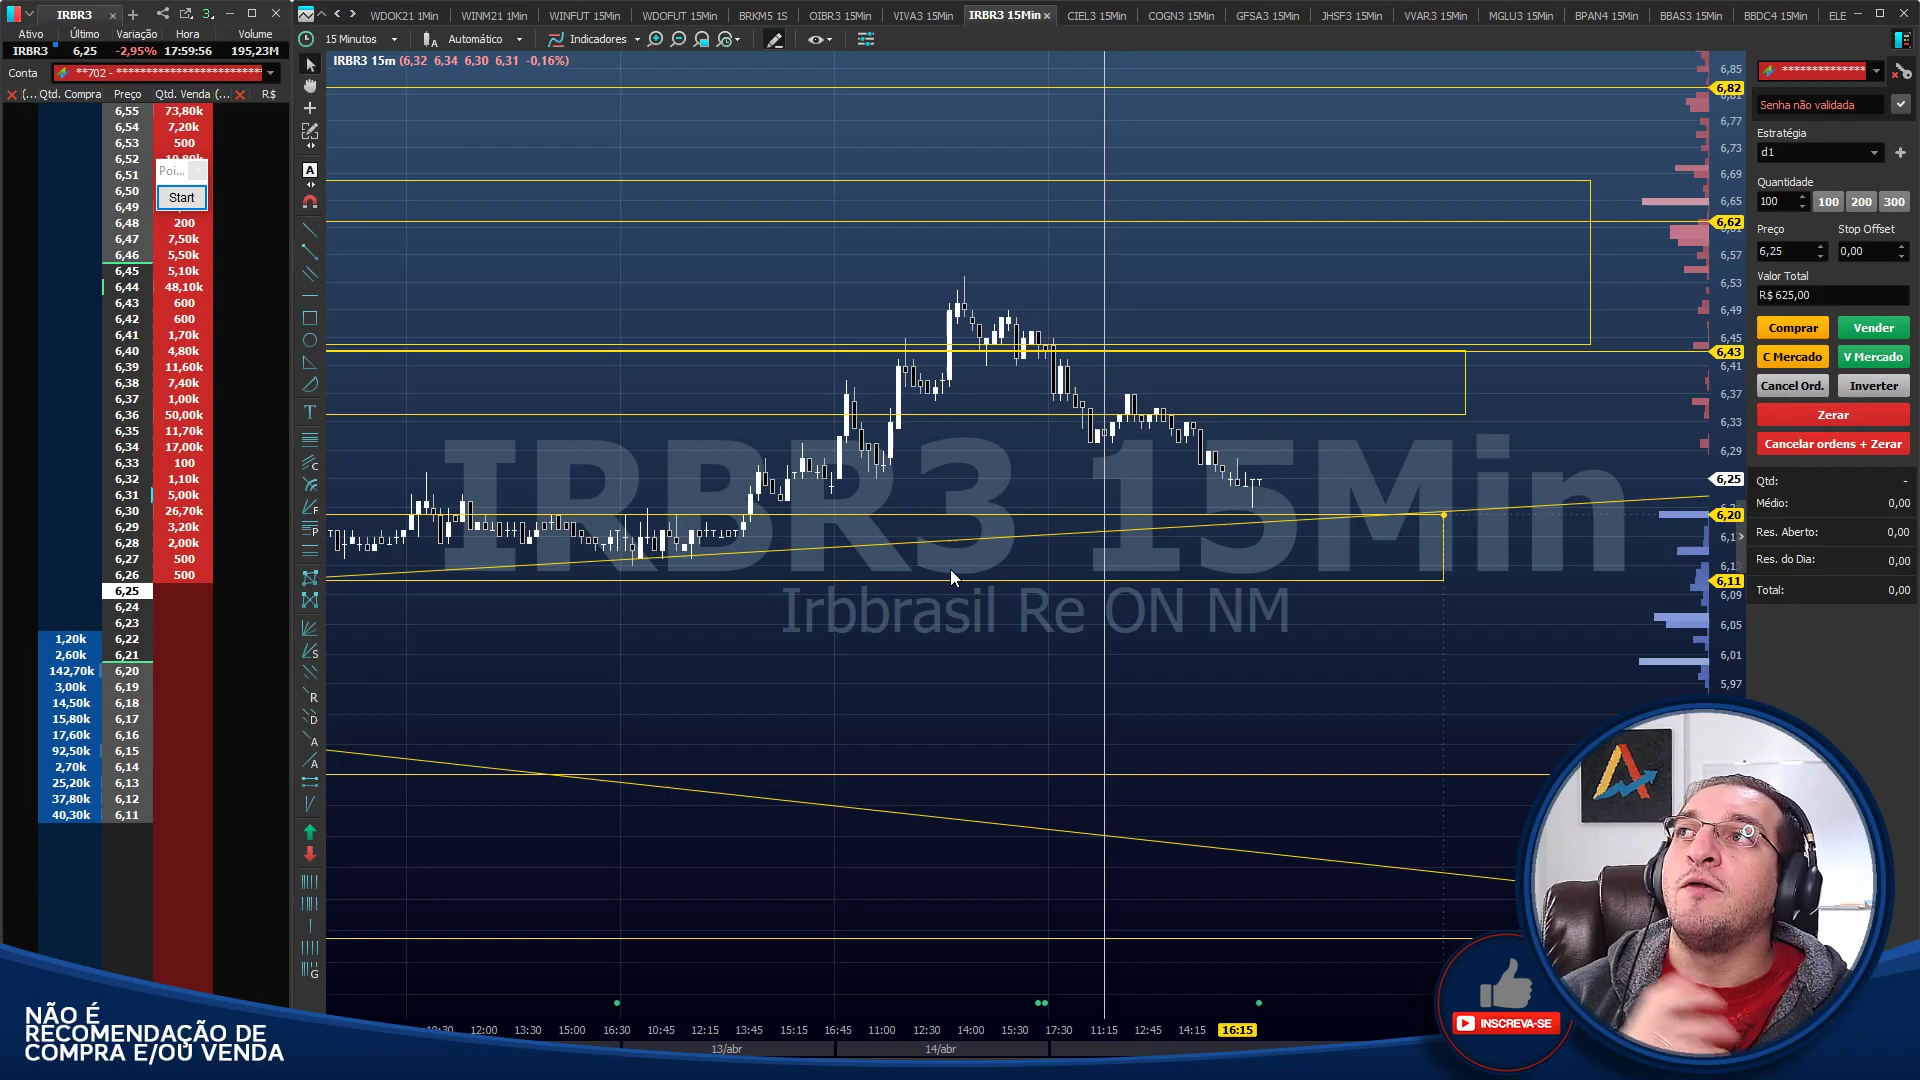 IRBR3
3.
Ativo Último Variação Hora Volume
IRBR3 6,25 -2,95% 17:59:56 195,23M
Conta **702 - *************************
(... Qtd. Compra Preço Qtd. Venda (... R$
6,55 73,80k
6,54 7,20k
6,53 500
6,52
6,51 Poi...
6,50 Start
6,49
6,48 200
6,47 7,50k
6,46 5,50k
6,45 5,10k
6,44 48,10k
6,43 600
6,42 600
6,41 1,70k
6,40 4,80k
6,39 11,60k
6,38 7,40k
6,37 1,00k
6,36 50,00k
6,35 11,70k
6,34 17,00k
6,33 100
6,32 1,10k
6,31 5,00k
6,30 26,70k
6,29 3,20k
6,28 2,00k
6,27 500
6,26 500
6,25
6,24
6,23
1,20k 6,22
2,60k 6,21
142,70k 6,20
3,00k 6,19
14,50k 6,18
15,80k 6,17
17,60k 6,16
92,50k 6,15
2,70k 6,14
25,20k 6,13
37,80k 6,12
40,30k 6,11
WDOK21 1Min WINM21 1Min WINFUT 15Min WDOFUT 15Min BRKM5 1S OIBR3 15Min VIVA3 15Min IRBR3 15Min CIEL3 15Min COGN3 15Min GFSA3 15Min JHSF3 15Min VVAR3 15Min MGLU3 15Min BPAN4 15Min BBAS3 15Min BBDC4 15Min ELE
15 Minutos Automático Indicadores
IRBR3 15m (6,32 6,34 6,30 6,31 -0,16%)
IRBR3 15Min
Irbbrasil Re ON NM
6,85
6,82
6,77
6,73
6,69
6,65
6,62
6,57
6,53
6,49
6,45
6,43
6,41
6,37
6,33
6,29
6,25
6,20
6,1
6,11
6,09
6,05
6,01
5,97
10:30 12:00 13:30 15:00 16:30 10:45 12:15 13:45 15:15 16:45 11:00 12:30 14:00 15:30 17:30 11:15 12:45 14:15 16:15
13/abr 14/abr
**************
Senha não validada
Estratégia
d1
Quantidade
100 100 200 300
Preço Stop Offset
6,25 0,00
Valor Total
R$ 625,00
Comprar Vender
C Mercado V Mercado
Cancel Ord. Inverter
Zerar
Cancelar ordens + Zerar
Qtd: -
Médio: 0,00
Res. Aberto: 0,00
Res. do Dia: 0,00
Total: 0,00
NÃO É
RECOMENDAÇÃO DE
COMPRA E/OU VENDA
INSCREVA-SE